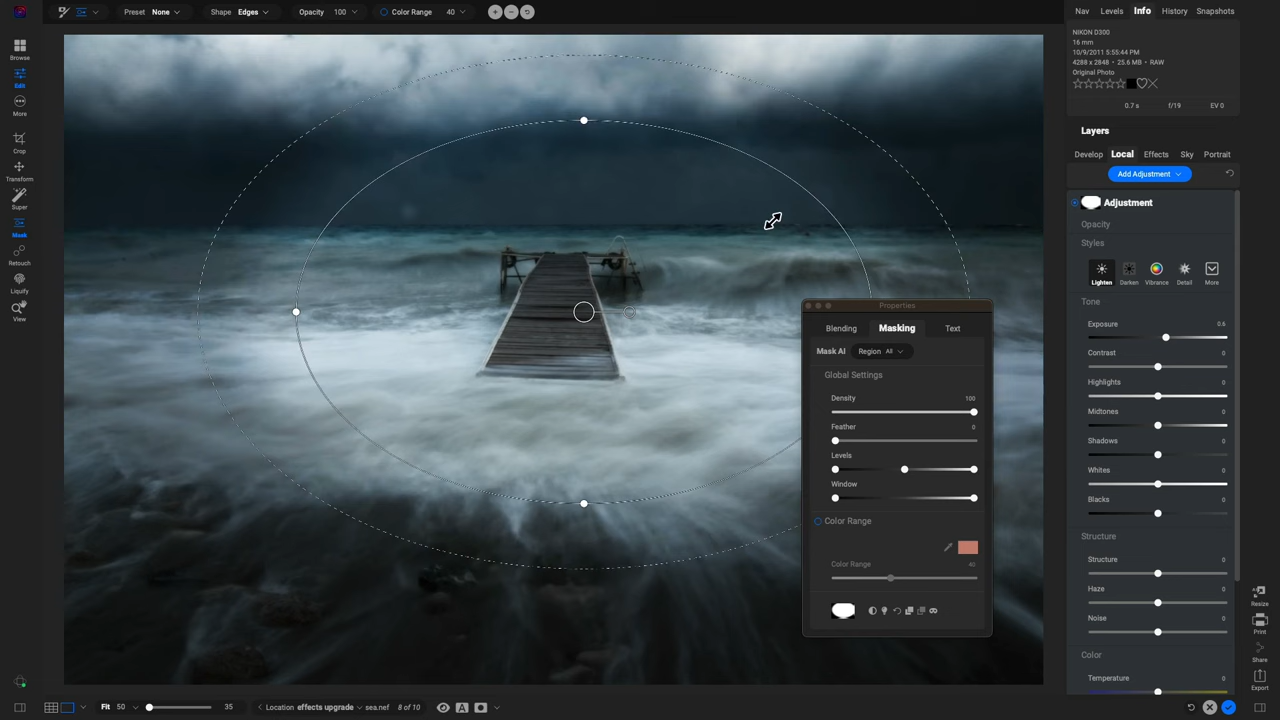 Preset None
Shape Edges
Opacity 100
Color Range 40
Nav Levels Info History Snapshots
Browse
Edit
More
Crop
Transform
Super
Mask
Retouch
Liquify
View
NIKON D300
16 mm
10/9/2011 5:55:44 PM
4288 x 2848 • 25.6 MB • RAW
Original Photo
0.7 s f/19 EV 0
Layers
Develop Local Effects Sky Portrait
Add Adjustment
Adjustment
Opacity
Styles
Lighten Darken Vibrance Detail More
Tone
Exposure 0.6
Contrast 0
Highlights 0
Midtones 0
Shadows 0
Whites 0
Blacks 0
Structure
Structure 0
Haze 0
Noise 0
Color
Temperature 0
Properties
Blending Masking Text
Mask AI Region All
Global Settings
Density 100
Feather 0
Levels
Window
Color Range
Color Range 40
Resize
Print
Share
Export
Fit 50 35 Location effects upgrade sea.nef 8 of 10